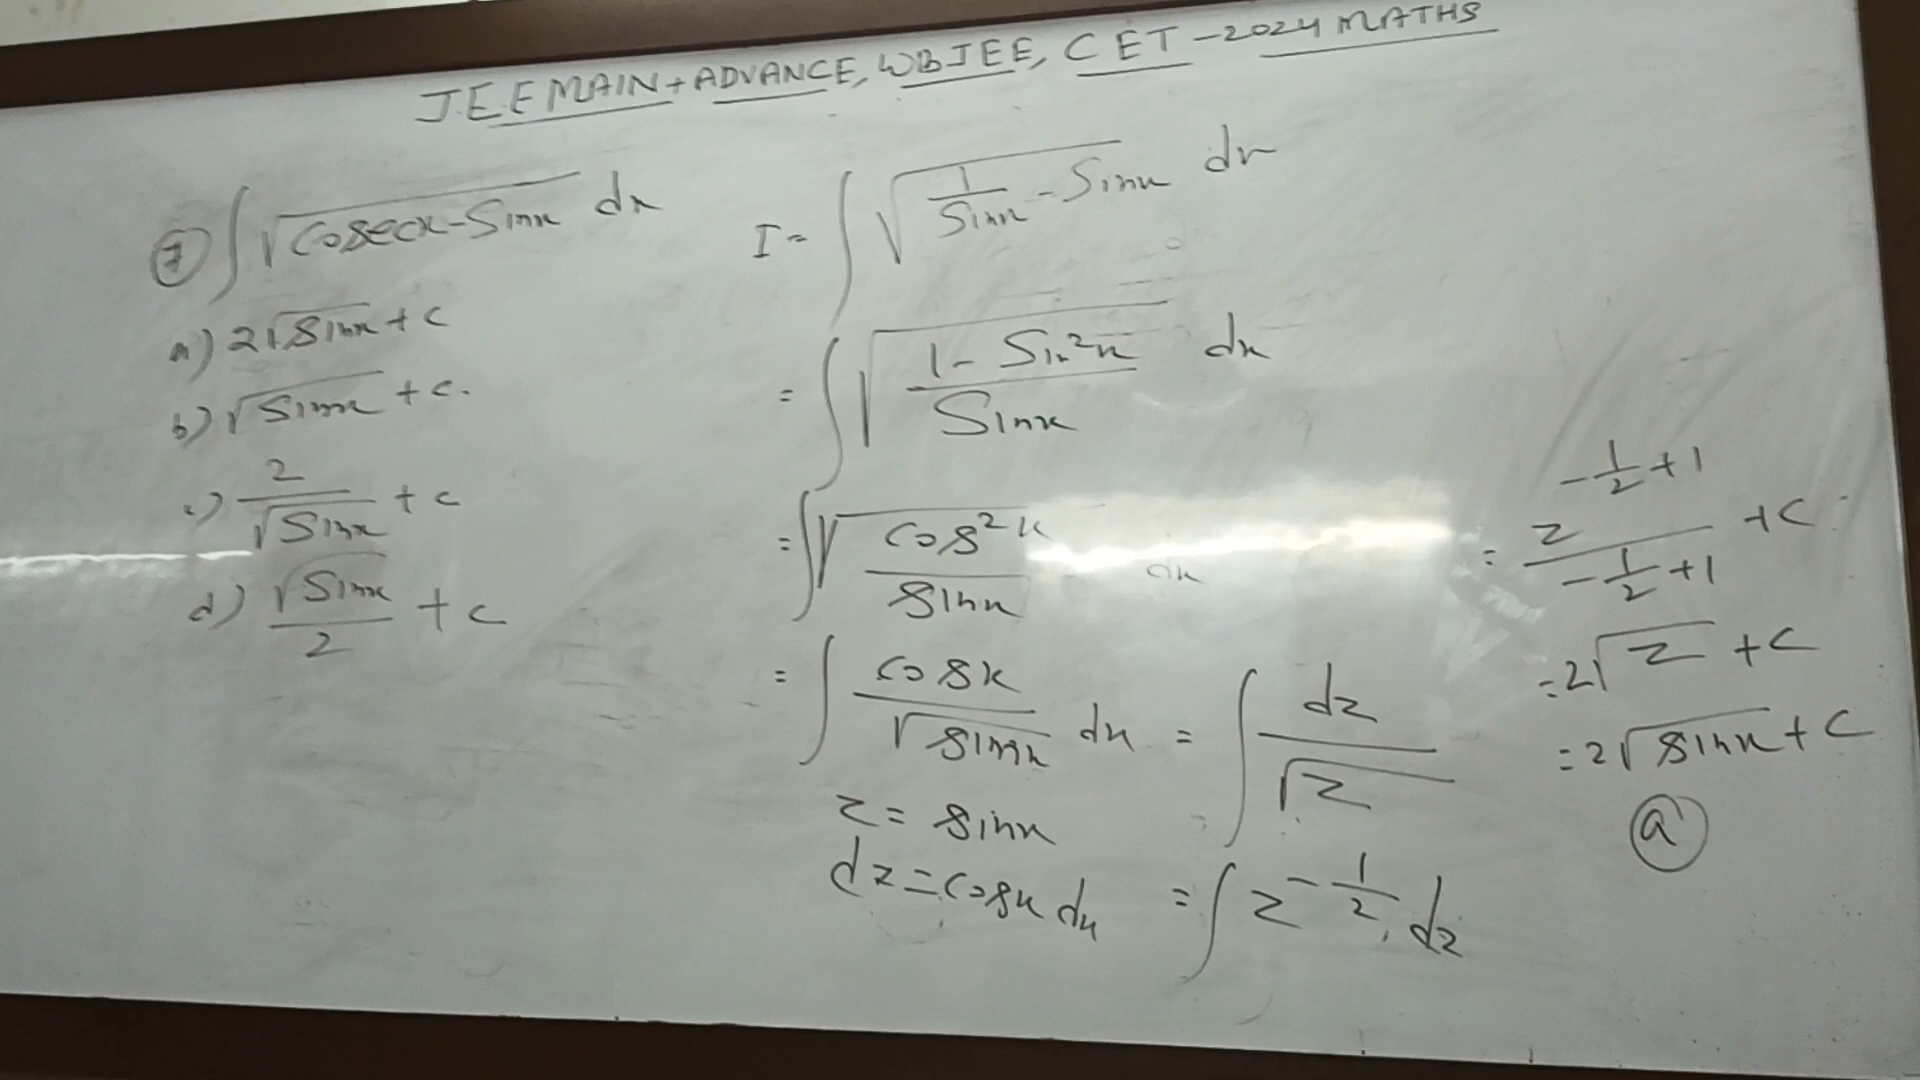 J.E.E MAIN + ADVANCE, WBJEE, CET - 2024 MATHS
⑦ ∫ √(Cosecx - Sinx) dx
a) 2√Sinx + c
b) √Sinx + c.
c) 2/√Sinx + c
d) √Sinx/2 + c
I = ∫ √(1/Sinx - Sinx) dx
= ∫ √((1 - Sin²x)/Sinx) dx
= ∫ √(Cos²x/Sinx) dx
= ∫ Cosx/√Sinx dx = ∫ dz/√z
z = Sinx
dz = Cosx dx = ∫ z^(-1/2) dz
= z^(-1/2 + 1)/(-1/2 + 1) + c
= 2√z + c
= 2√Sinx + c
ⓐ